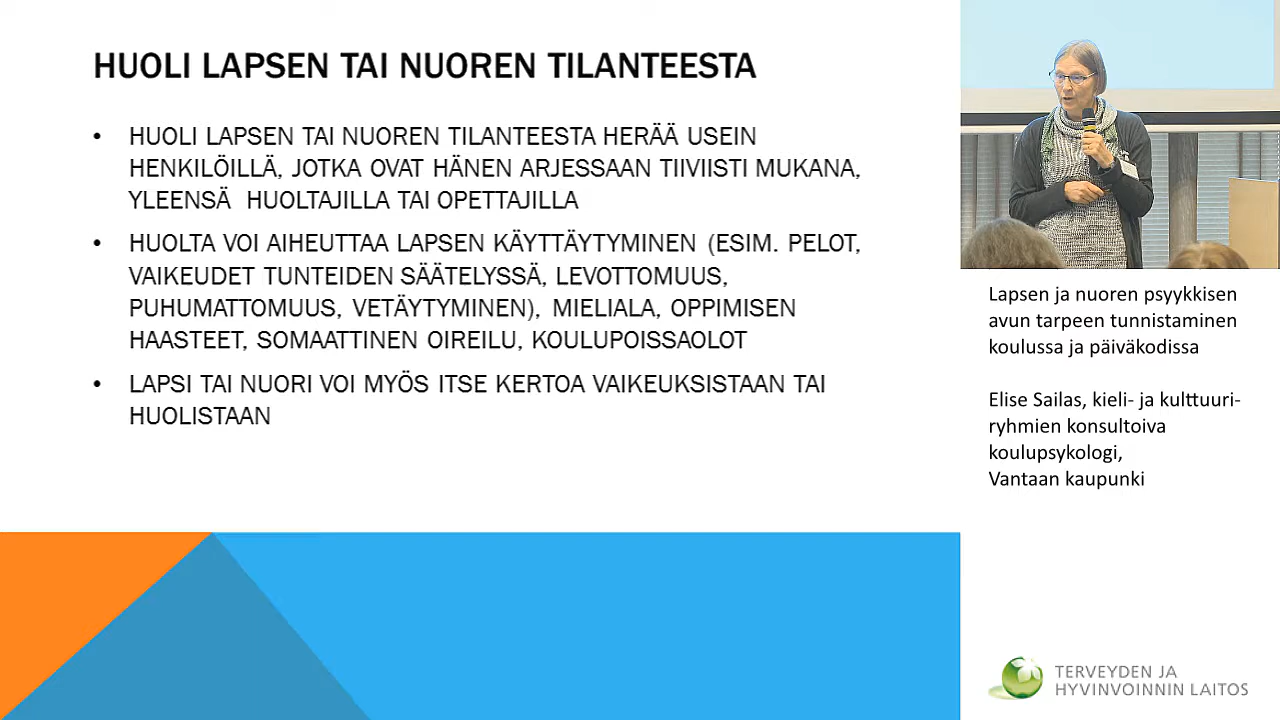 HUOLI LAPSEN TAI NUOREN TILANTEESTA
• HUOLI LAPSEN TAI NUOREN TILANTEESTA HERÄÄ USEIN
HENKILÖILLÄ, JOTKA OVAT HÄNEN ARJESSAAN TIIVIISTI MUKANA,
YLEENSÄ HUOLTAJILLA TAI OPETTAJILLA
• HUOLTA VOI AIHEUTTAA LAPSEN KÄYTTÄYTYMINEN (ESIM. PELOT,
VAIKEUDET TUNTEIDEN SÄÄTELYSSÄ, LEVOTTOMUUS,
PUHUMATTOMUUS, VETÄYTYMINEN), MIELIALA, OPPIMISEN
HAASTEET, SOMAATTINEN OIREILU, KOULUPOISSAOLOT
• LAPSI TAI NUORI VOI MYÖS ITSE KERTOA VAIKEUKSISTAAN TAI
HUOLISTAAN
Lapsen ja nuoren psyykkisen
avun tarpeen tunnistaminen
koulussa ja päiväkodissa
Elise Sailas, kieli- ja kulttuuri-
ryhmien konsultoiva
koulupsykologi,
Vantaan kaupunki
TERVEYDEN JA
HYVINVOINNIN LAITOS